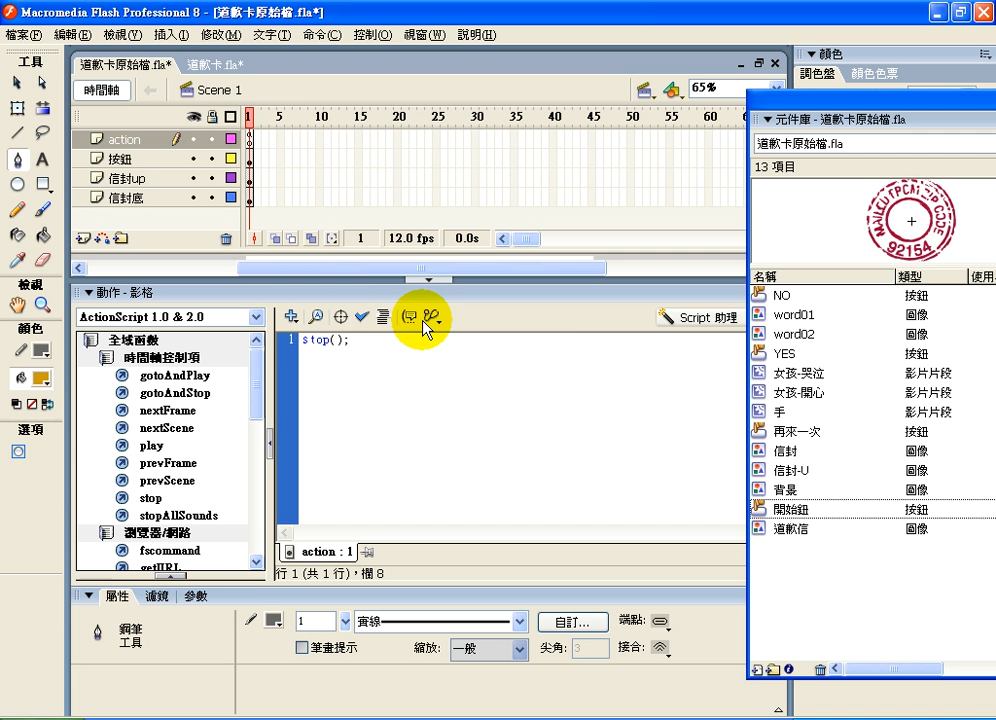 Macromedia Flash Professional 8 - [道歉卡原始檔.fla*]
檔案(F) 編輯(E) 檢視(V) 插入(I) 修改(M) 文字(T) 命令(C) 控制(O) 視窗(W) 說明(H)
工具
檢視
顏色
選項
道歉卡原始檔.fla* 道歉卡.fla*
時間軸 Scene 1 65%
1 5 10 15 20 25 30 35 40 45 50 55 60
action
按鈕
信封up
信封底
1 12.0 fps 0.0s
動作 - 影格
ActionScript 1.0 & 2.0
Script 助理
全域函數
時間軸控制項
gotoAndPlay
gotoAndStop
nextFrame
nextScene
play
prevFrame
prevScene
stop
stopAllSounds
瀏覽器/網路
fscommand
getURL
1 stop();
action : 1
行 1 (共 1 行)，欄 8
屬性 濾鏡 參數
鋼筆
工具
1 實線 自訂... 端點:
筆畫提示 縮放: 一般 尖角: 3 接合:
顏色
調色盤 顏色色票
元件庫 - 道歉卡原始檔.fla
道歉卡原始檔.fla
13 項目
92154
名稱 類型 使用
NO 按鈕
word01 圖像
word02 圖像
YES 按鈕
女孩-哭泣 影片片段
女孩-開心 影片片段
手 影片片段
再來一次 按鈕
信封 圖像
信封-U 圖像
背景 圖像
開始鈕 按鈕
道歉信 圖像